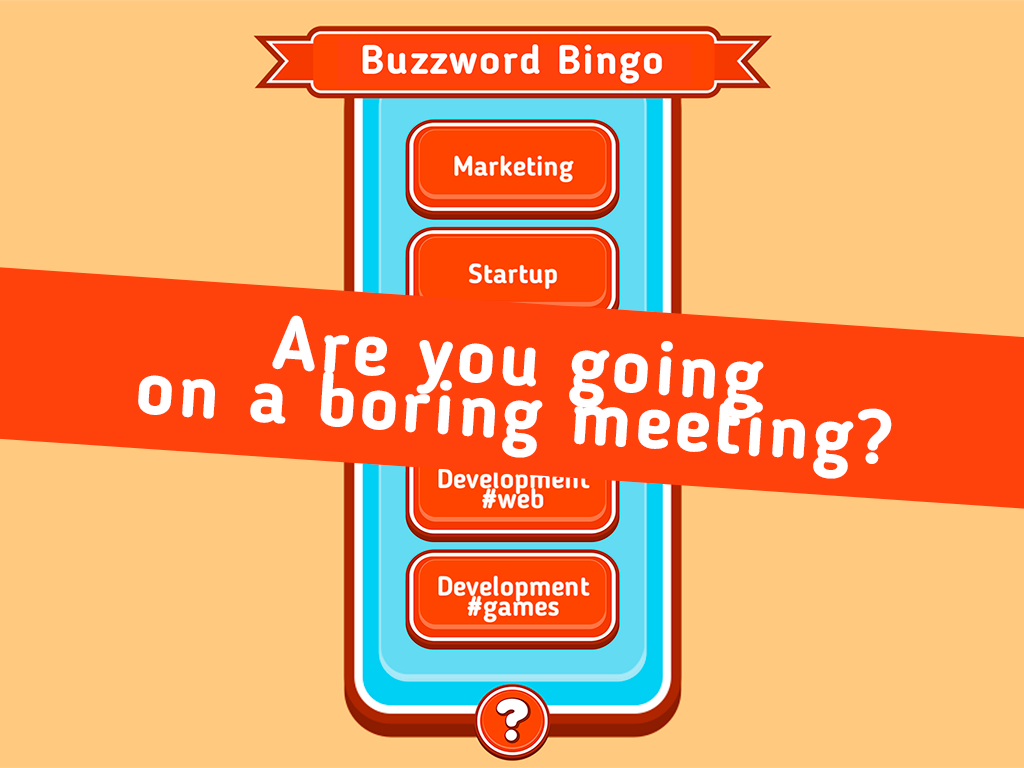 Buzzword Bingo
Marketing
Startup
Are you going
on a boring meeting?
Development
#web
Development
#games
?